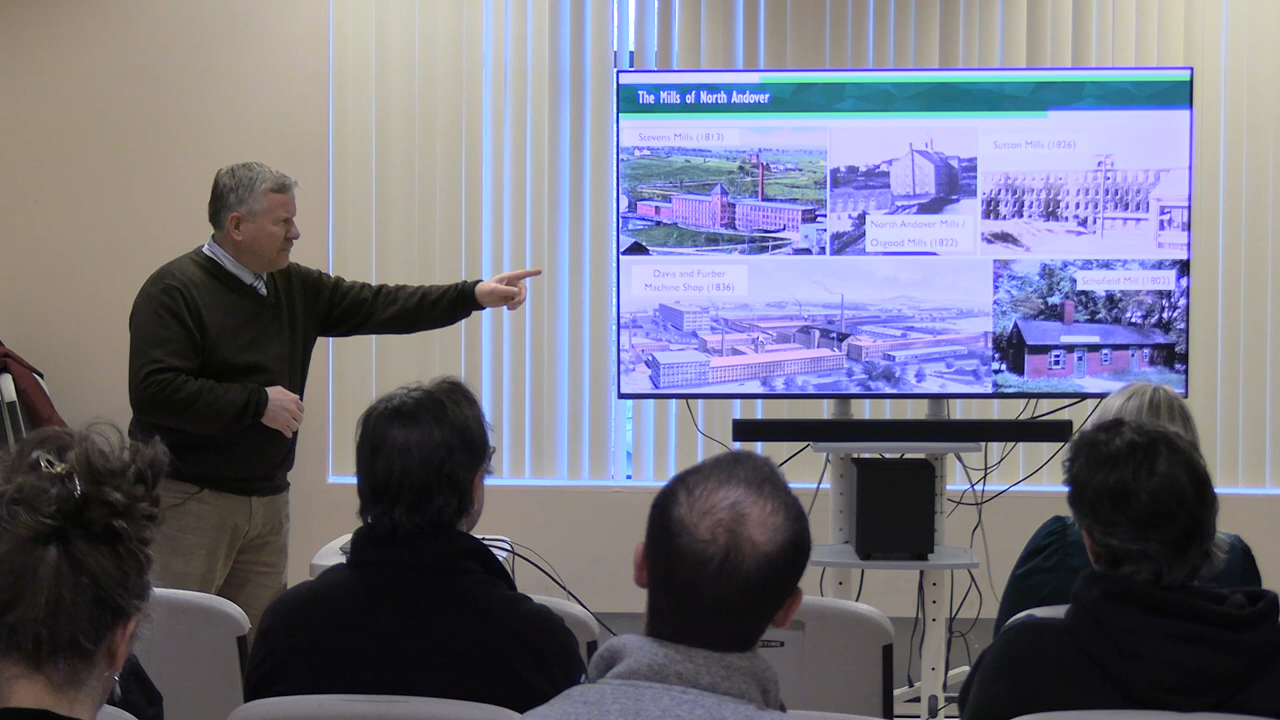 The Mills of North Andover
Stevens Mills (1813)
Sutton Mills (1826)
North Andover Mills /
Osgood Mills (1822)
Davis and Furber
Machine Shop (1836)
Schofield Mill (1802)